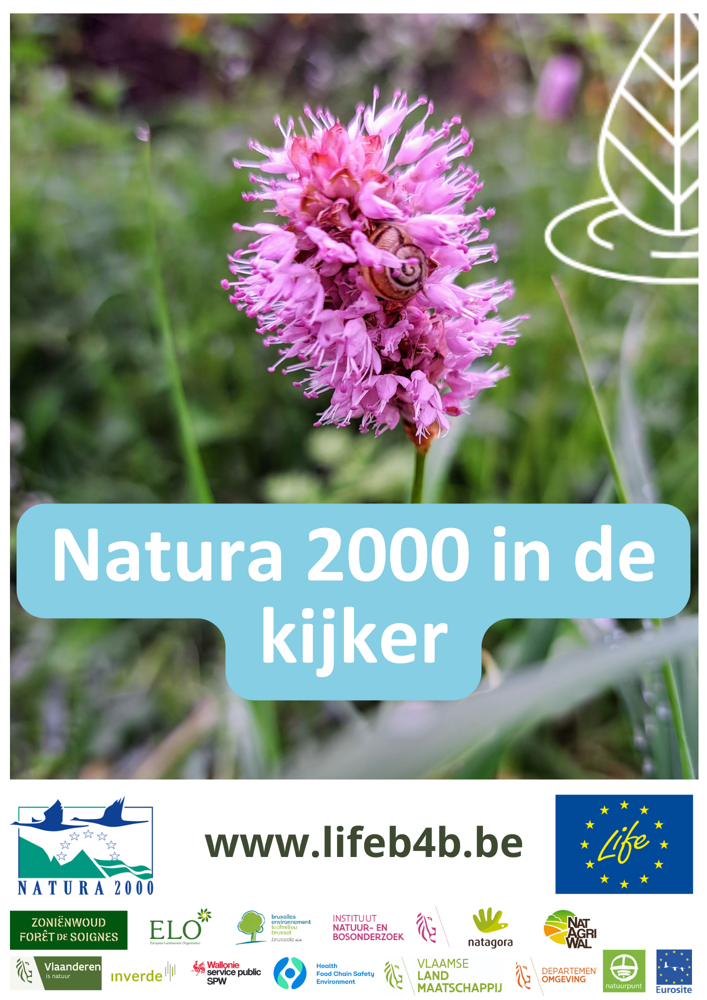 Natura 2000 in de
kijker
NATURA 2000
www.lifeb4b.be
Life
ZONIËNWOUD
FORÊT DE SOIGNES
ELO
European Landowners' Organization
bruxelles
environnement
leefmilieu
brussel
.brussels
INSTITUUT
NATUUR- EN
BOSONDERZOEK
natagora
NAT
AGRI
WAL
Vlaanderen
is natuur
inverde
Wallonie
service public
SPW
Health
Food Chain Safety
Environment
VLAAMSE
LAND
MAATSCHAPPIJ
DEPARTEMEN
OMGEVING
natuurpunt
Eurosite